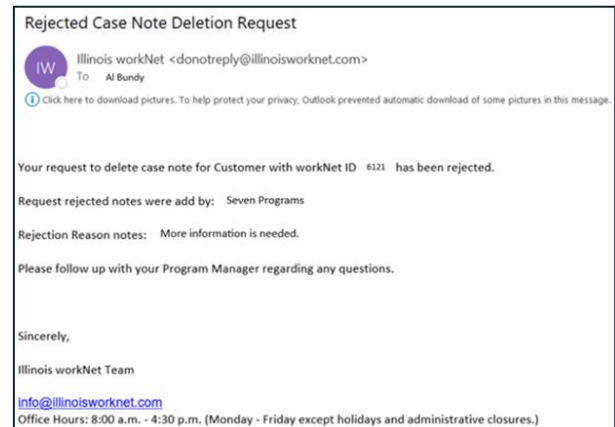 Rejected Case Note Deletion Request
IW
Illinois workNet <donotreply@illinoisworknet.com>
To Al Bundy
Click here to download pictures. To help protect your privacy, Outlook prevented automatic download of some pictures in this message.
Your request to delete case note for Customer with workNet ID 6121 has been rejected.
Request rejected notes were add by: Seven Programs
Rejection Reason notes: More information is needed.
Please follow up with your Program Manager regarding any questions.
Sincerely,
Illinois workNet Team
info@illinoisworknet.com
Office Hours: 8:00 a.m. - 4:30 p.m. (Monday - Friday except holidays and administrative closures.)